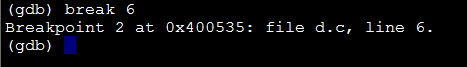 (gdb) break 6
Breakpoint 2 at 0x400535: file d.c, line 6.
(gdb)